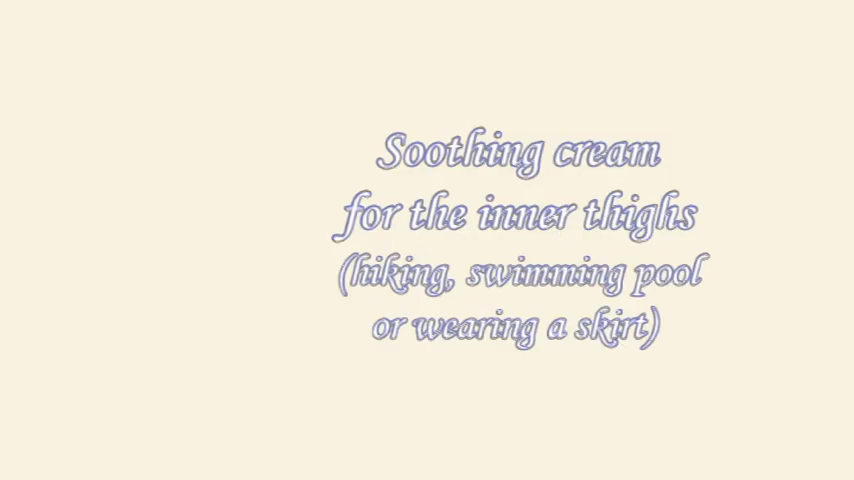 Soothing cream
for the inner thighs
(hiking, swimming pool
or wearing a skirt)